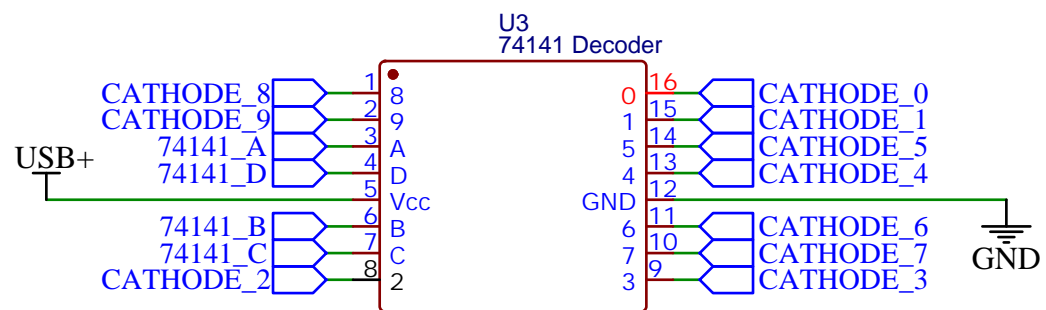 U3
74141 Decoder
CATHODE_8 1 8 0 16 CATHODE_0
CATHODE_9 2 9 1 15 CATHODE_1
74141_A 3 A 5 14 CATHODE_5
74141_D 4 D 4 13 CATHODE_4
USB+ 5 Vcc GND 12 GND
74141_B 6 B 6 11 CATHODE_6
74141_C 7 C 7 10 CATHODE_7
CATHODE_2 8 2 3 9 CATHODE_3